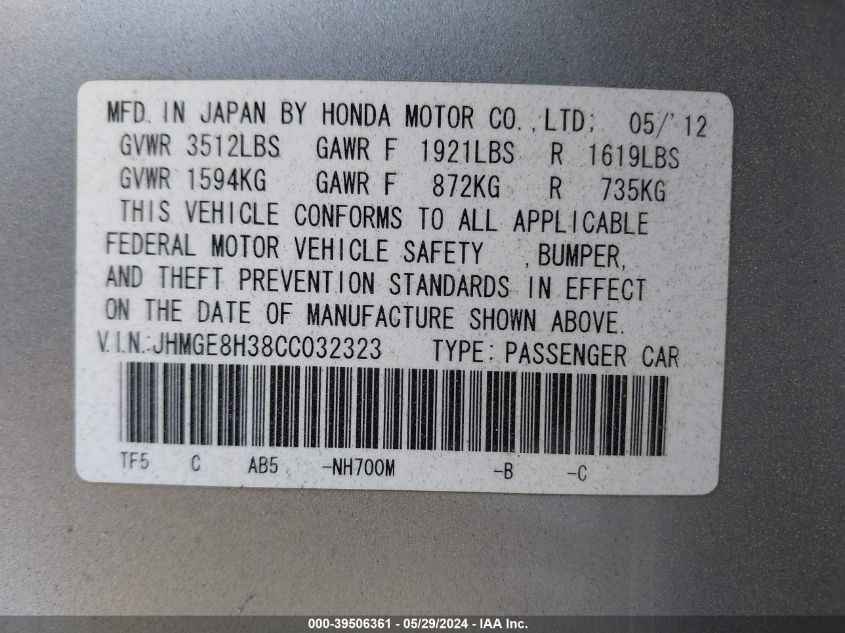 MFD. IN JAPAN BY HONDA MOTOR CO., LTD; 05/'12
GVWR 3512LBS GAWR F 1921LBS R 1619LBS
GVWR 1594KG GAWR F 872KG R 735KG
THIS VEHICLE CONFORMS TO ALL APPLICABLE
FEDERAL MOTOR VEHICLE SAFETY , BUMPER,
AND THEFT PREVENTION STANDARDS IN EFFECT
ON THE DATE OF MANUFACTURE SHOWN ABOVE.
V.I.N.:JHMGE8H38CC032323 TYPE: PASSENGER CAR
TF5 C AB5 -NH700M -B -C
000-39506361 - 05/29/2024 - IAA Inc.